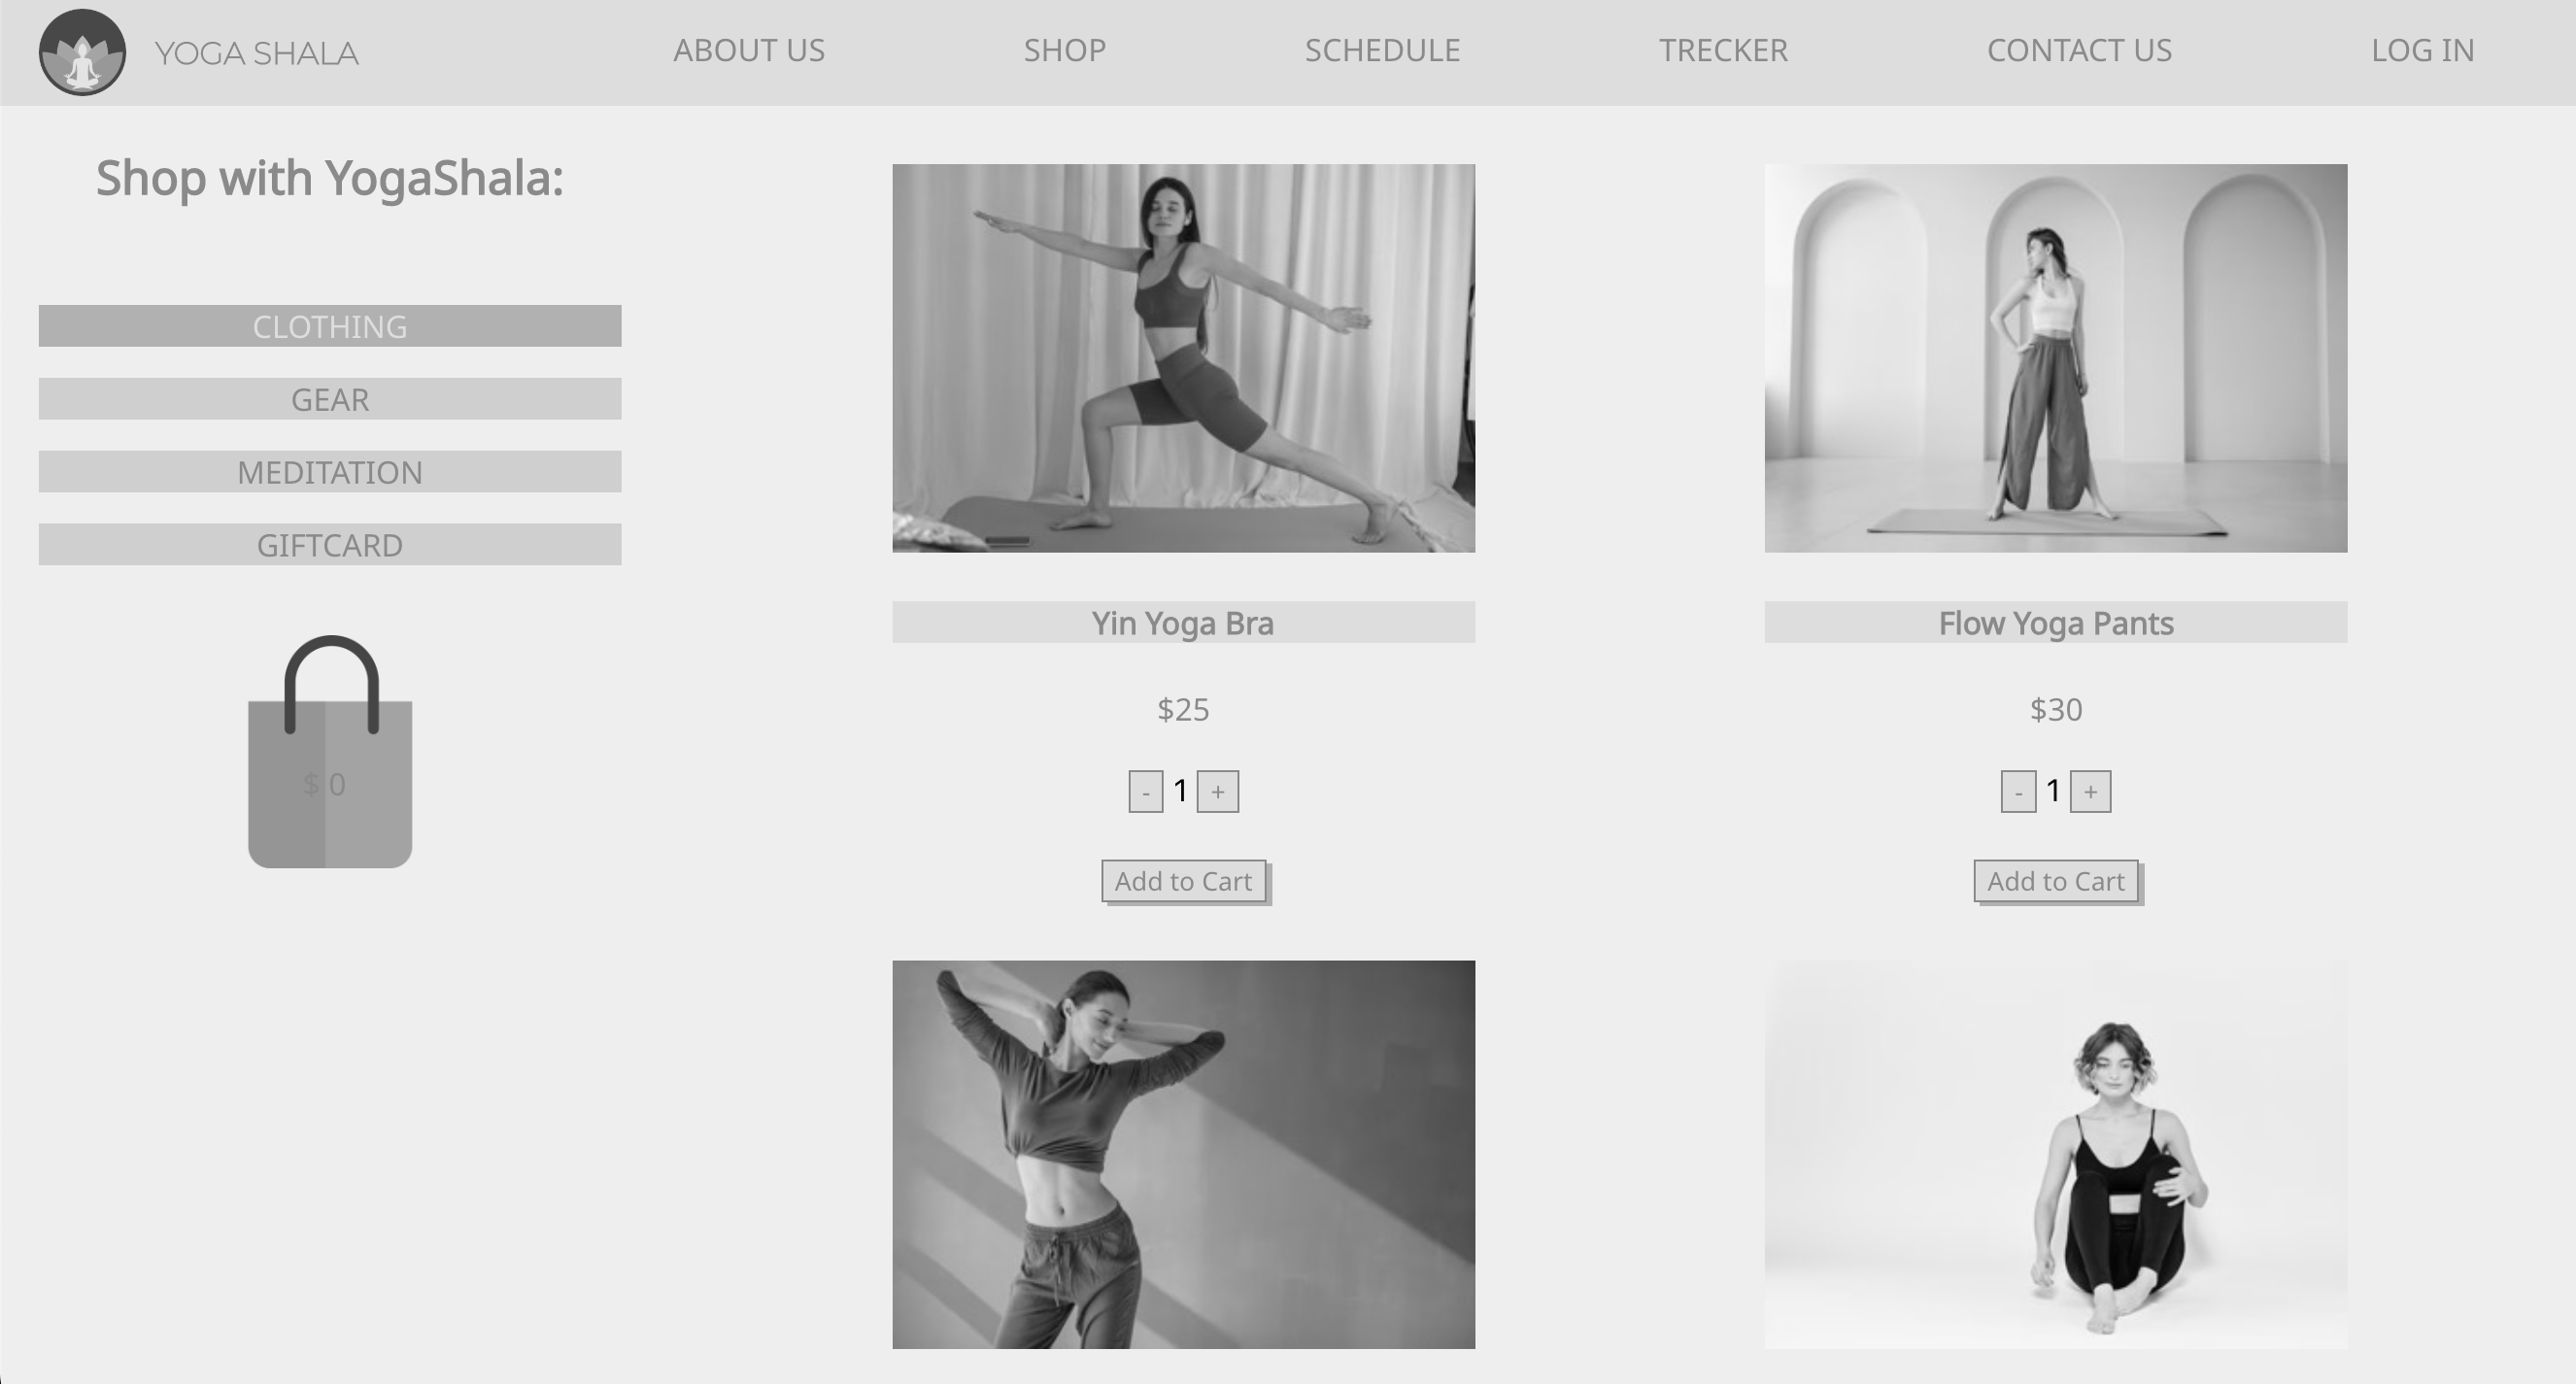 YOGA SHALA
ABOUT US
SHOP
SCHEDULE
TRECKER
CONTACT US
LOG IN
Shop with YogaShala:
CLOTHING
GEAR
MEDITATION
GIFTCARD
$ 0
Yin Yoga Bra
$25
- 1 +
Add to Cart
Flow Yoga Pants
$30
- 1 +
Add to Cart